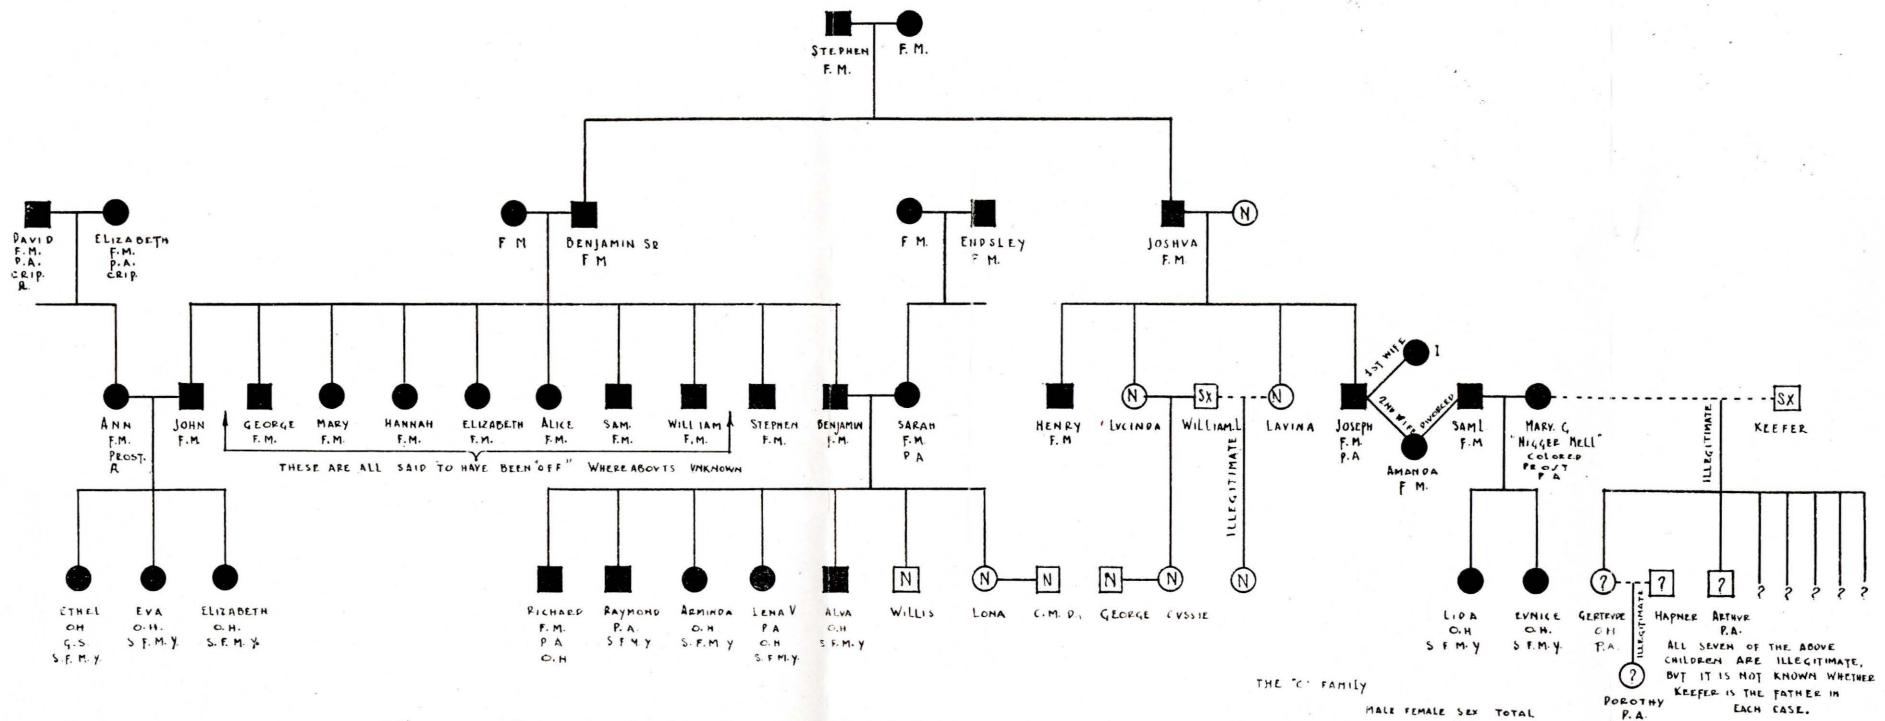 STEPHEN
F. M.
F. M.
DAVID
F. M.
P. A.
CRIP.
A.
ELIZABETH
F. M.
P. A.
CRIP.
F M
BENJAMIN SR
F M
F M.
ENDSLEY
F M.
JOSHUA
F. M.
N
ANN
F. M.
PROST.
A
JOHN
F. M.
GEORGE
F. M.
MARY
F. M.
HANNAH
F. M.
ELIZABETH
F. M.
ALICE
F. M.
SAM.
F. M.
WILLIAM
F. M.
STEPHEN
F. M.
BENJAMIN
F. M.
SARAH
F. M.
P A
THESE ARE ALL SAID TO HAVE BEEN "OFF" WHEREABOUTS UNKNOWN
HENRY
F. M
N
LUCINDA
SX
WILLIAM.L
N
LAVINA
ILLEGITIMATE
JOSEPH
F. M.
P. A
1ST WIFE
I
2ND WIFE
DIVORCED
AMANDA
F M.
SAML
F. M
MARY. G
"NIGGER NELL"
COLORED
PROST
P A
SX
KEEFER
ILLEGITIMATE
ETHEL
O.H
G. S.
S. F. M. Y.
EVA
O. H.
S F. M. Y.
ELIZABETH
O. H.
S. F. M. Y.
RICHARD
F. M.
P A
O. H
RAYMOND
P. A.
S F M Y
ARMINDA
O. H
S. F. M Y
LENA V
P A
O. H
S. F. M. Y.
ALVA
O. H
S. F. M. Y
N
WILLIS
N
LONA
N
C. M. D.
N
GEORGE
N
CUSSIE
N
LIDA
O. H
S F M. Y
EUNICE
O. H.
S F. M. Y.
?
GERTRUDE
O H
P. A.
?
HAPNER
ILLEGITIMATE
?
ARTHUR
P. A.
? ? ? ? ?
?
DOROTHY
P. A.
ALL SEVEN OF THE ABOVE
CHILDREN ARE ILLEGITIMATE,
BUT IT IS NOT KNOWN WHETHER
KEEFER IS THE FATHER IN
EACH CASE.
THE "C" FAMILY
MALE FEMALE SEX TOTAL